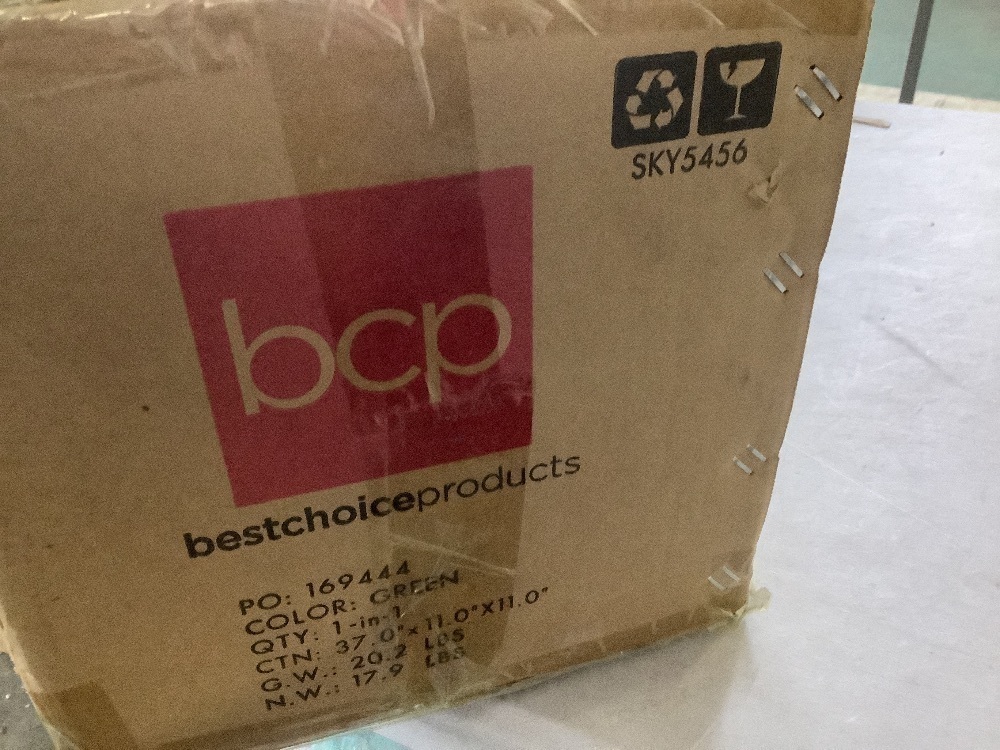 SKY5456
bcp
bestchoiceproducts
PO: 169444
COLOR: GREEN
QTY: 1-in-1
CTN: 37.0"x11.0"X11.0"
G.W.: 20.2 LBS
N.W.: 17.9 LBS